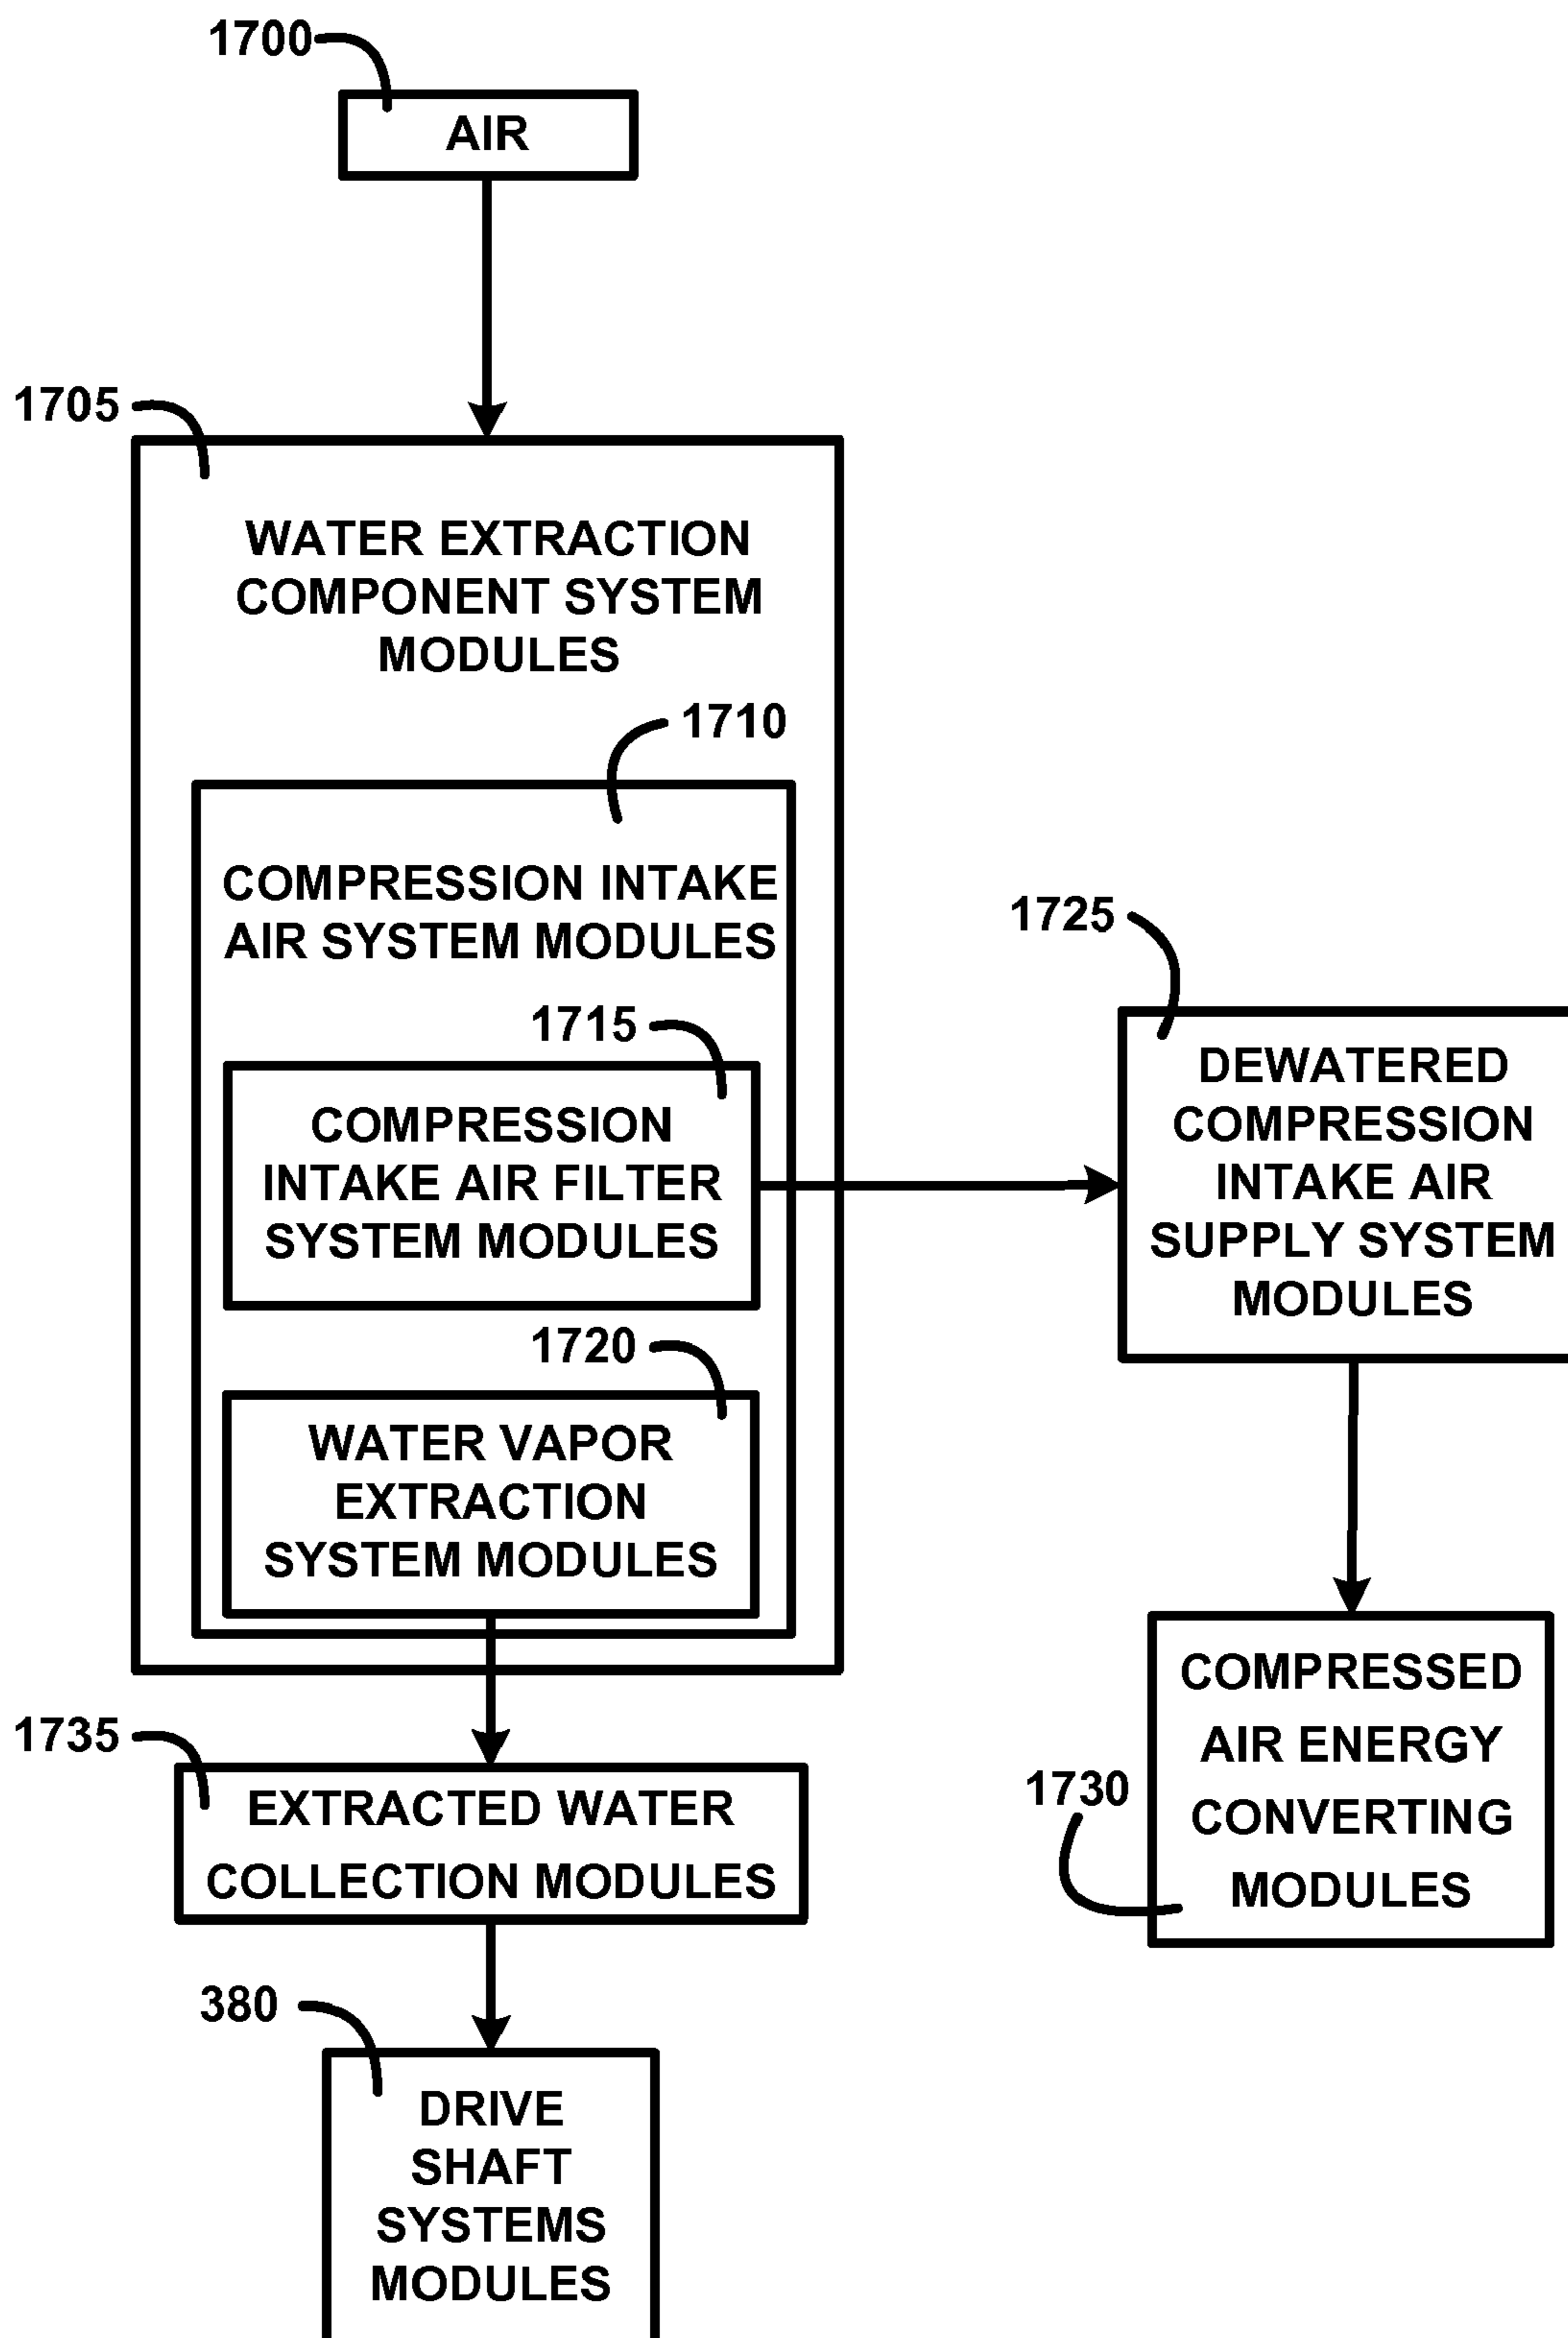 1700
AIR
1705
WATER EXTRACTION
COMPONENT SYSTEM
MODULES
1710
COMPRESSION INTAKE
AIR SYSTEM MODULES
1715
COMPRESSION
INTAKE AIR FILTER
SYSTEM MODULES
1720
WATER VAPOR
EXTRACTION
SYSTEM MODULES
1725
DEWATERED
COMPRESSION
INTAKE AIR
SUPPLY SYSTEM
MODULES
1730
COMPRESSED
AIR ENERGY
CONVERTING
MODULES
1735
EXTRACTED WATER
COLLECTION MODULES
380
DRIVE
SHAFT
SYSTEMS
MODULES